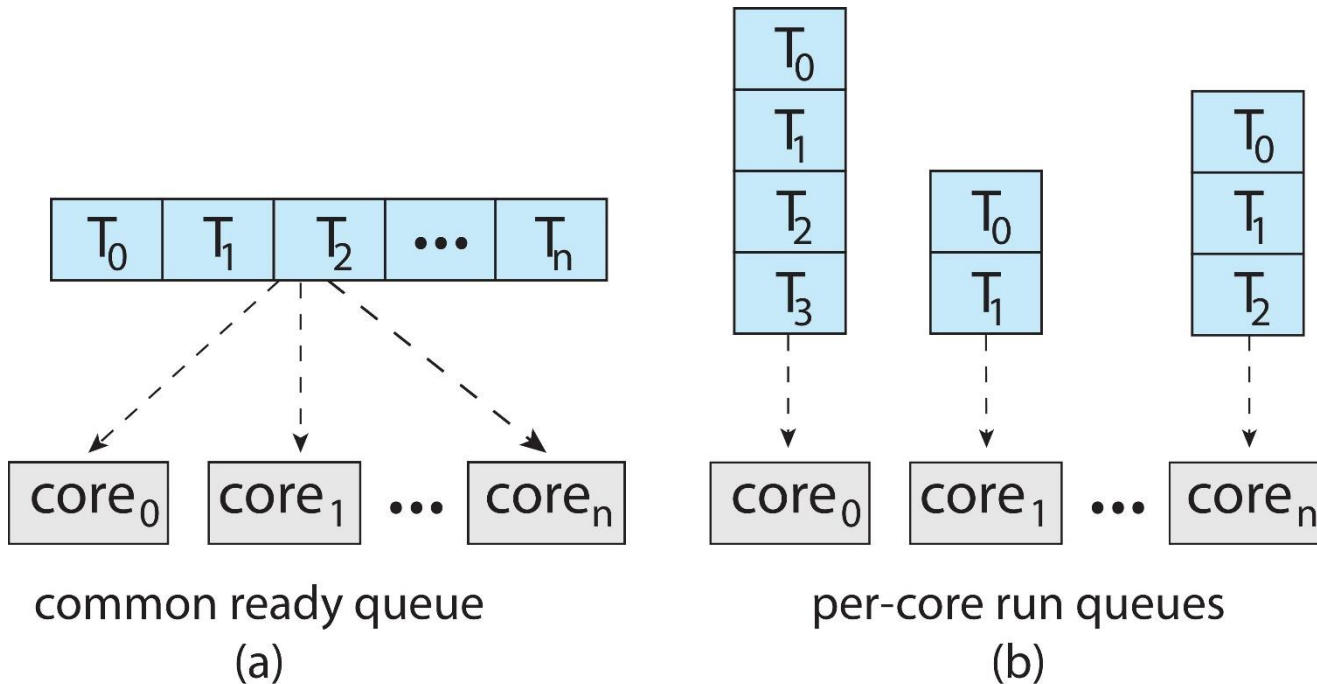 T₀ T₁ T₂ ••• Tₙ
core₀ core₁ ••• coreₙ
common ready queue
(a)
T₀
T₁
T₂
T₃
T₀
T₁
T₀
T₁
T₂
core₀ core₁ ••• coreₙ
per-core run queues
(b)